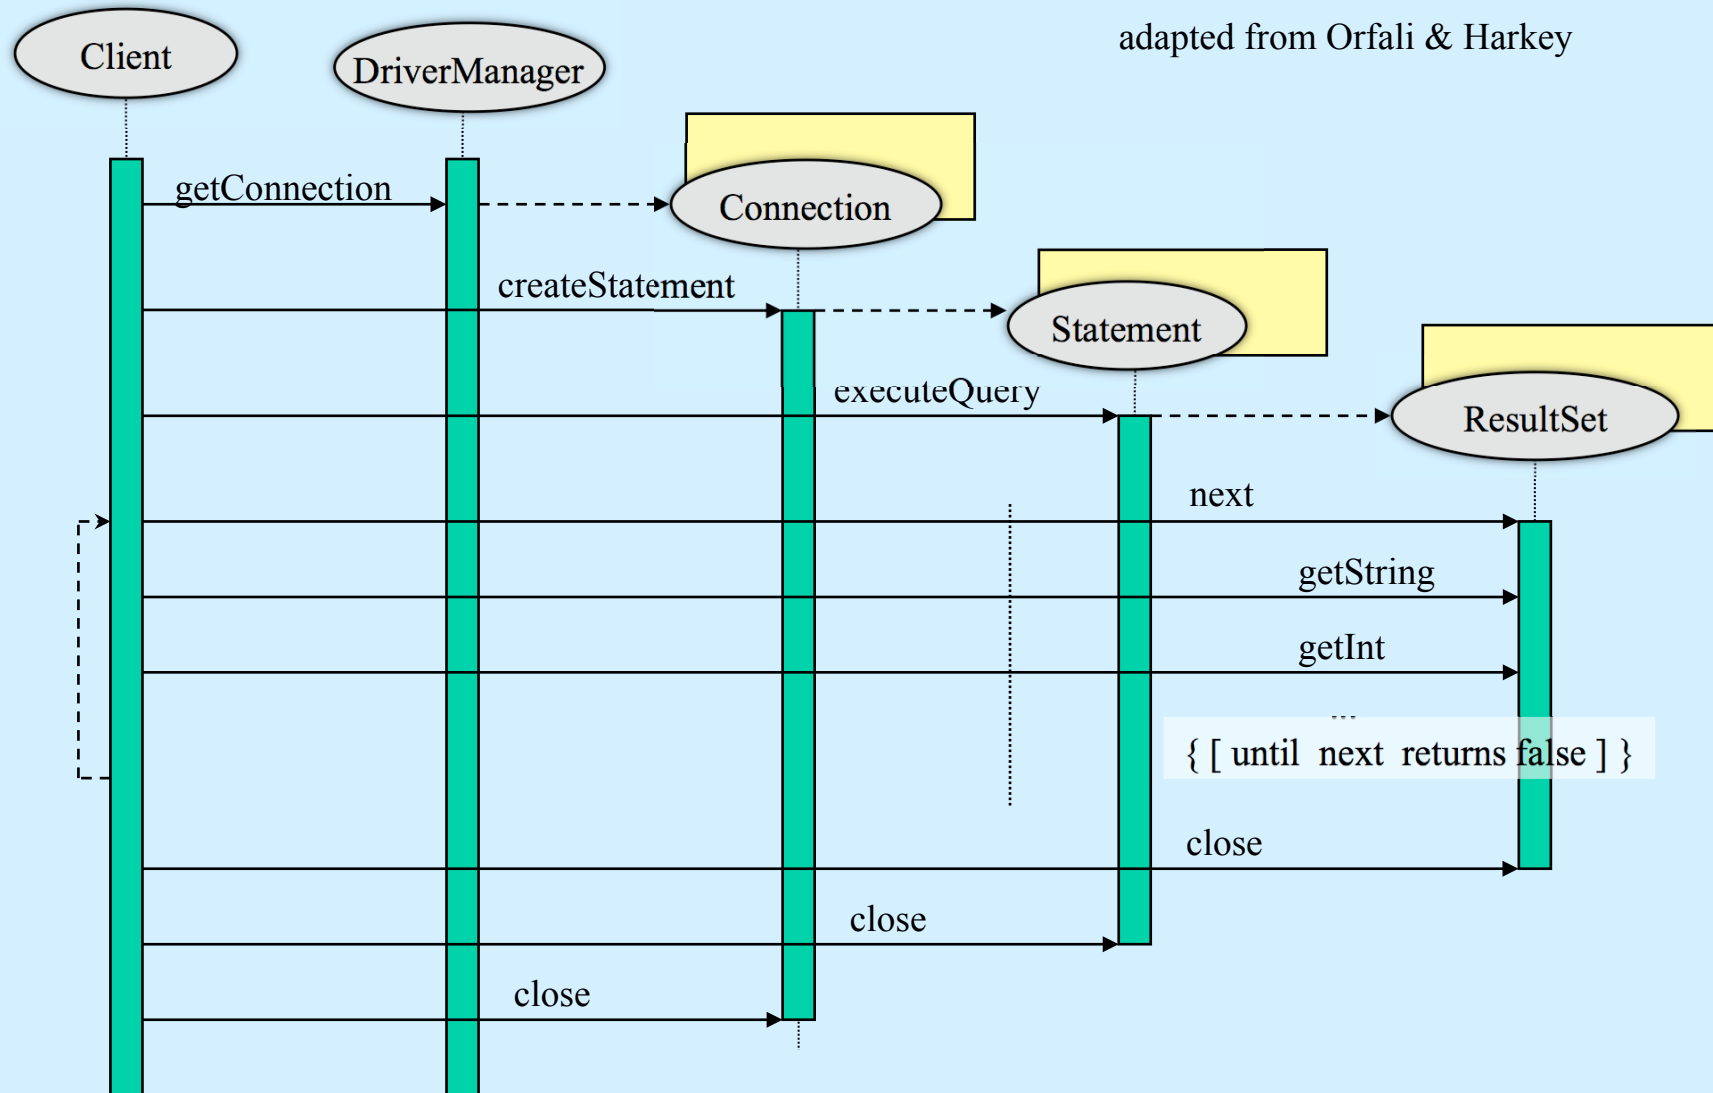 adapted from Orfali & Harkey
Client
DriverManager
getConnection
Connection
createStatement
Statement
executeQuery
ResultSet
next
getString
getInt
...
{ [ until next returns false ] }
close
close
close